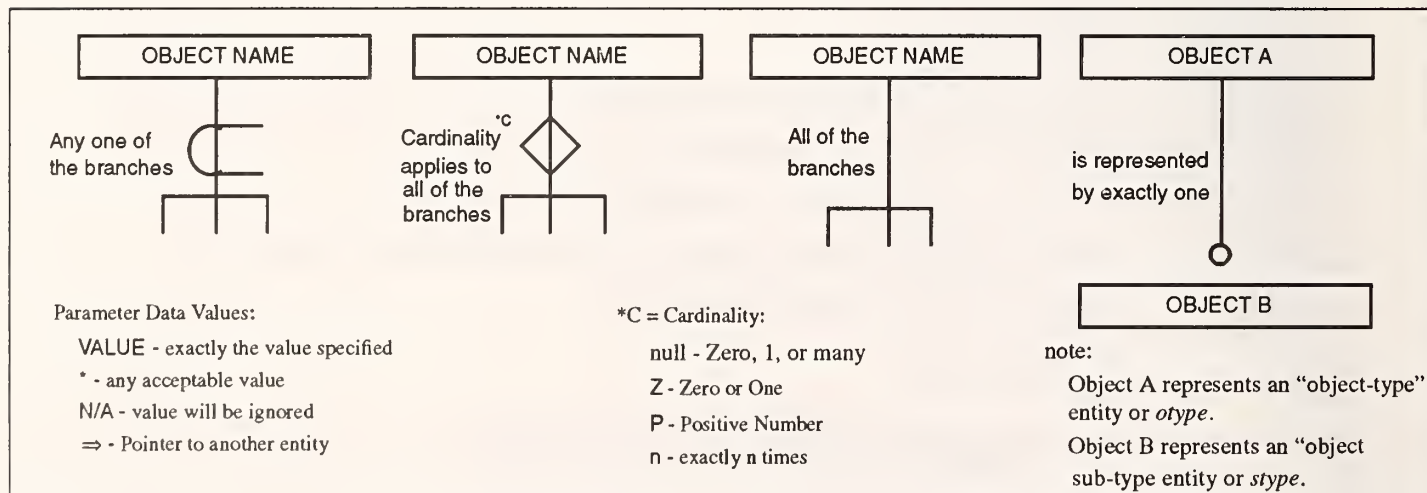 OBJECT NAME
Any one of
the branches
OBJECT NAME
*C
Cardinality
applies to
all of the
branches
OBJECT NAME
All of the
branches
OBJECT A
is represented
by exactly one
OBJECT B
Parameter Data Values:
VALUE - exactly the value specified
* - any acceptable value
N/A - value will be ignored
⇒ - Pointer to another entity
*C = Cardinality:
null - Zero, 1, or many
Z - Zero or One
P - Positive Number
n - exactly n times
note:
Object A represents an “object-type”
entity or otype.
Object B represents an “object
sub-type entity or stype.